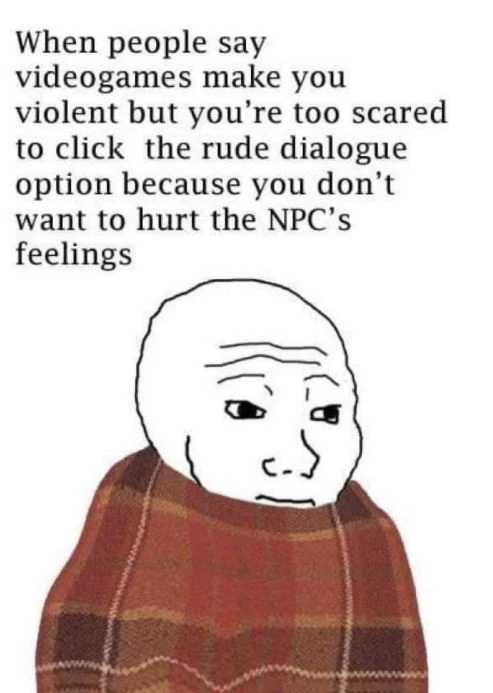 When people say
videogames make you
violent but you're too scared
to click  the rude dialogue
option because you don't
want to hurt the NPC's
feelings